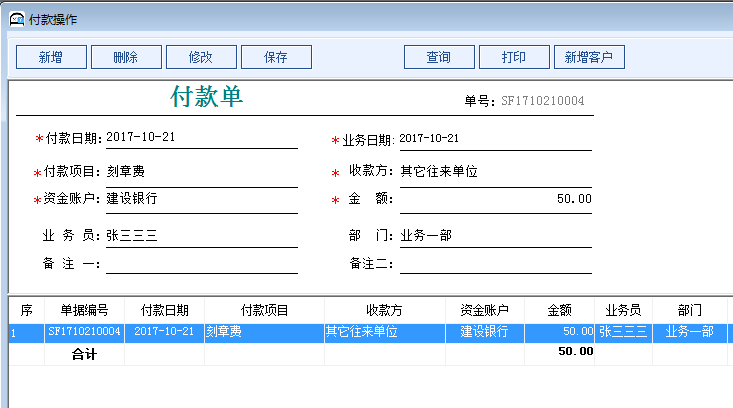 付款操作
新增 删除 修改 保存 查询 打印 新增客户
付款单 单号: SF1710210004
*付款日期: 2017-10-21 *业务日期: 2017-10-21
*付款项目: 刻章费 * 收款方: 其它往来单位
*资金账户: 建设银行 * 金 额: 50.00
业 务 员: 张三三三 部 门: 业务一部
备 注 一: 备注二:
序 单据编号 付款日期 付款项目 收款方 资金账户 金额 业务员 部门
1 SF1710210004 2017-10-21 刻章费 其它往来单位 建设银行 50.00 张三三三 业务一部
合计 50.00